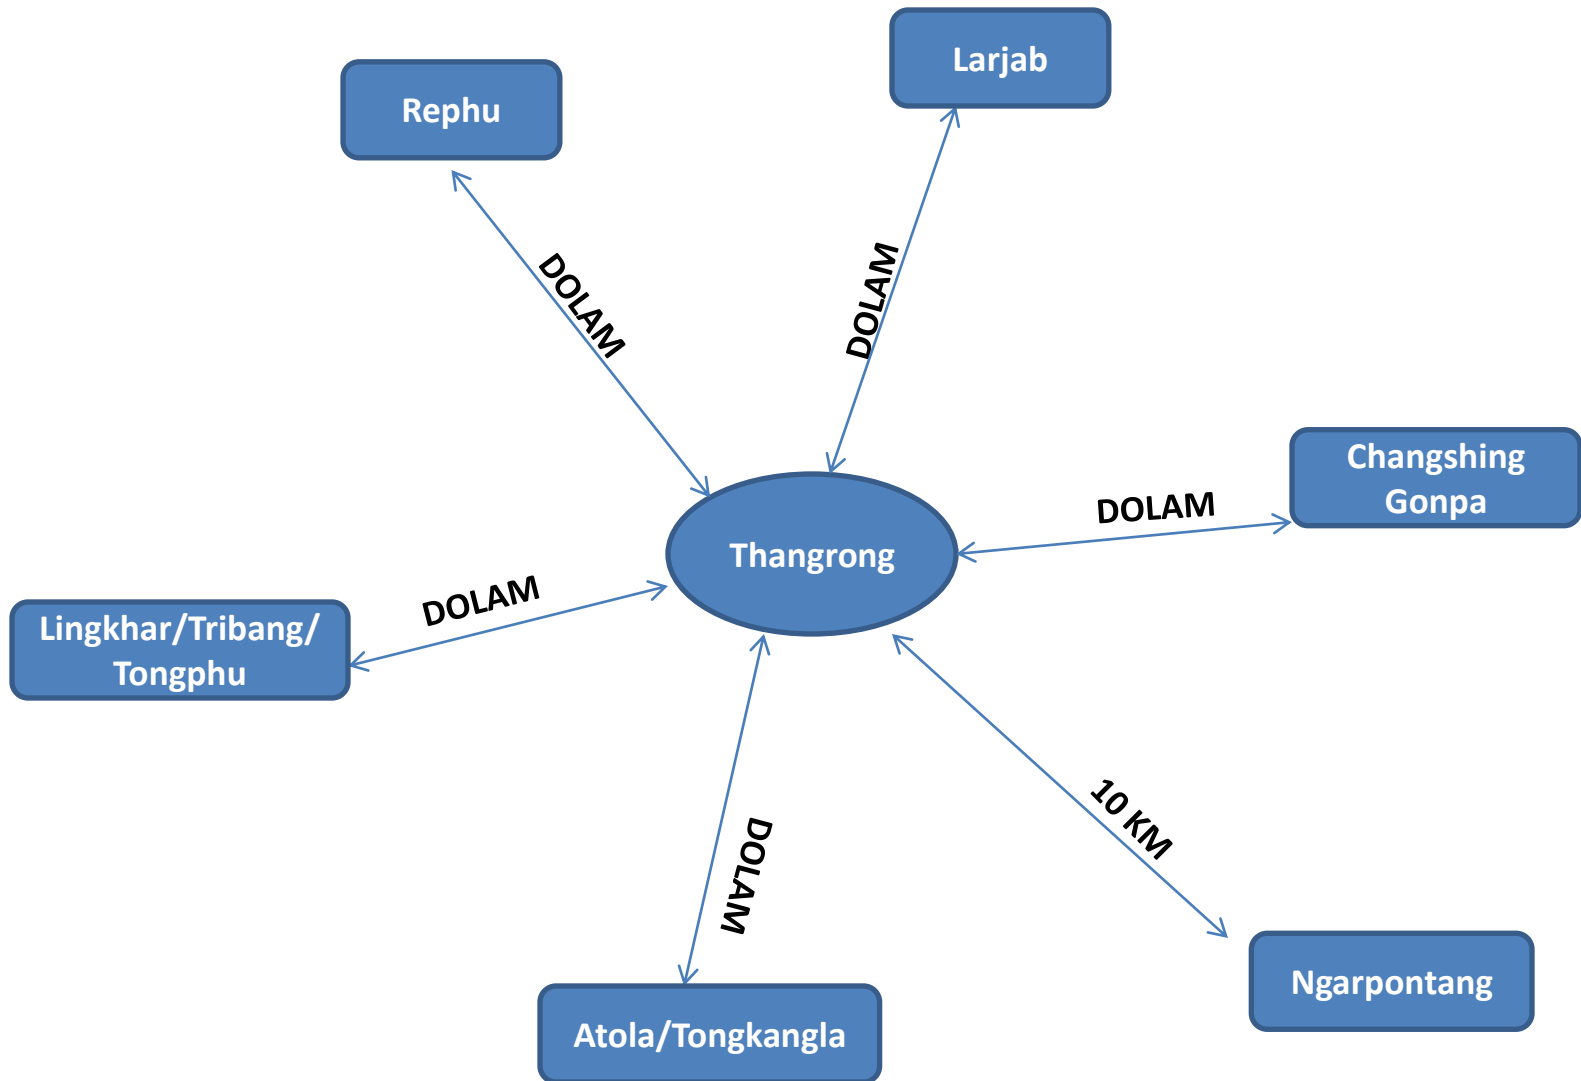 Larjab
Rephu
DOLAM
DOLAM
Changshing
Gonpa
DOLAM
Thangrong
DOLAM
Lingkhar/Tribang/
Tongphu
10 KM
DOLAM
Ngarpontang
Atola/Tongkangla